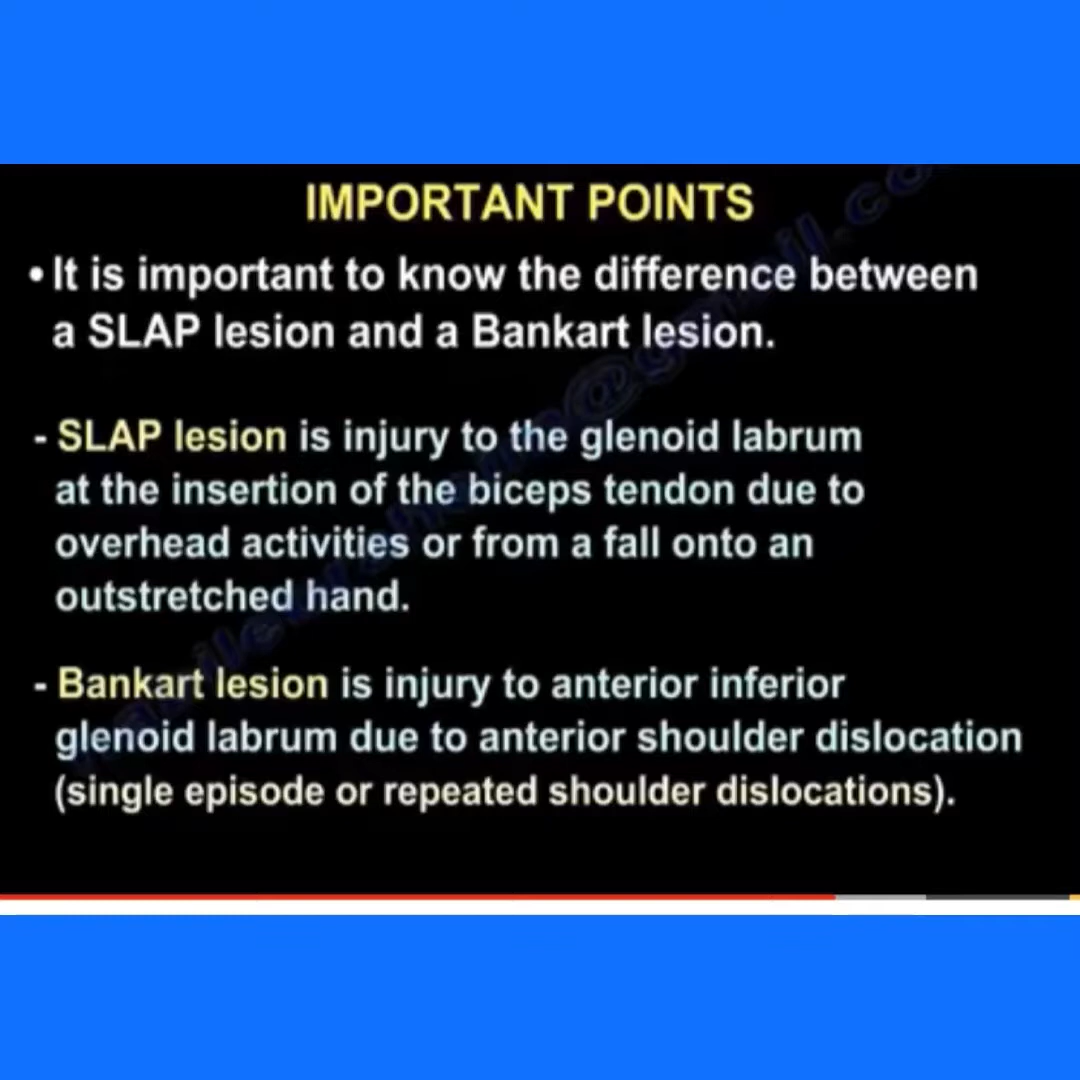 IMPORTANT POINTS
• It is important to know the difference between
a SLAP lesion and a Bankart lesion.
- SLAP lesion is injury to the glenoid labrum
at the insertion of the biceps tendon due to
overhead activities or from a fall onto an
outstretched hand.
- Bankart lesion is injury to anterior inferior
glenoid labrum due to anterior shoulder dislocation
(single episode or repeated shoulder dislocations).